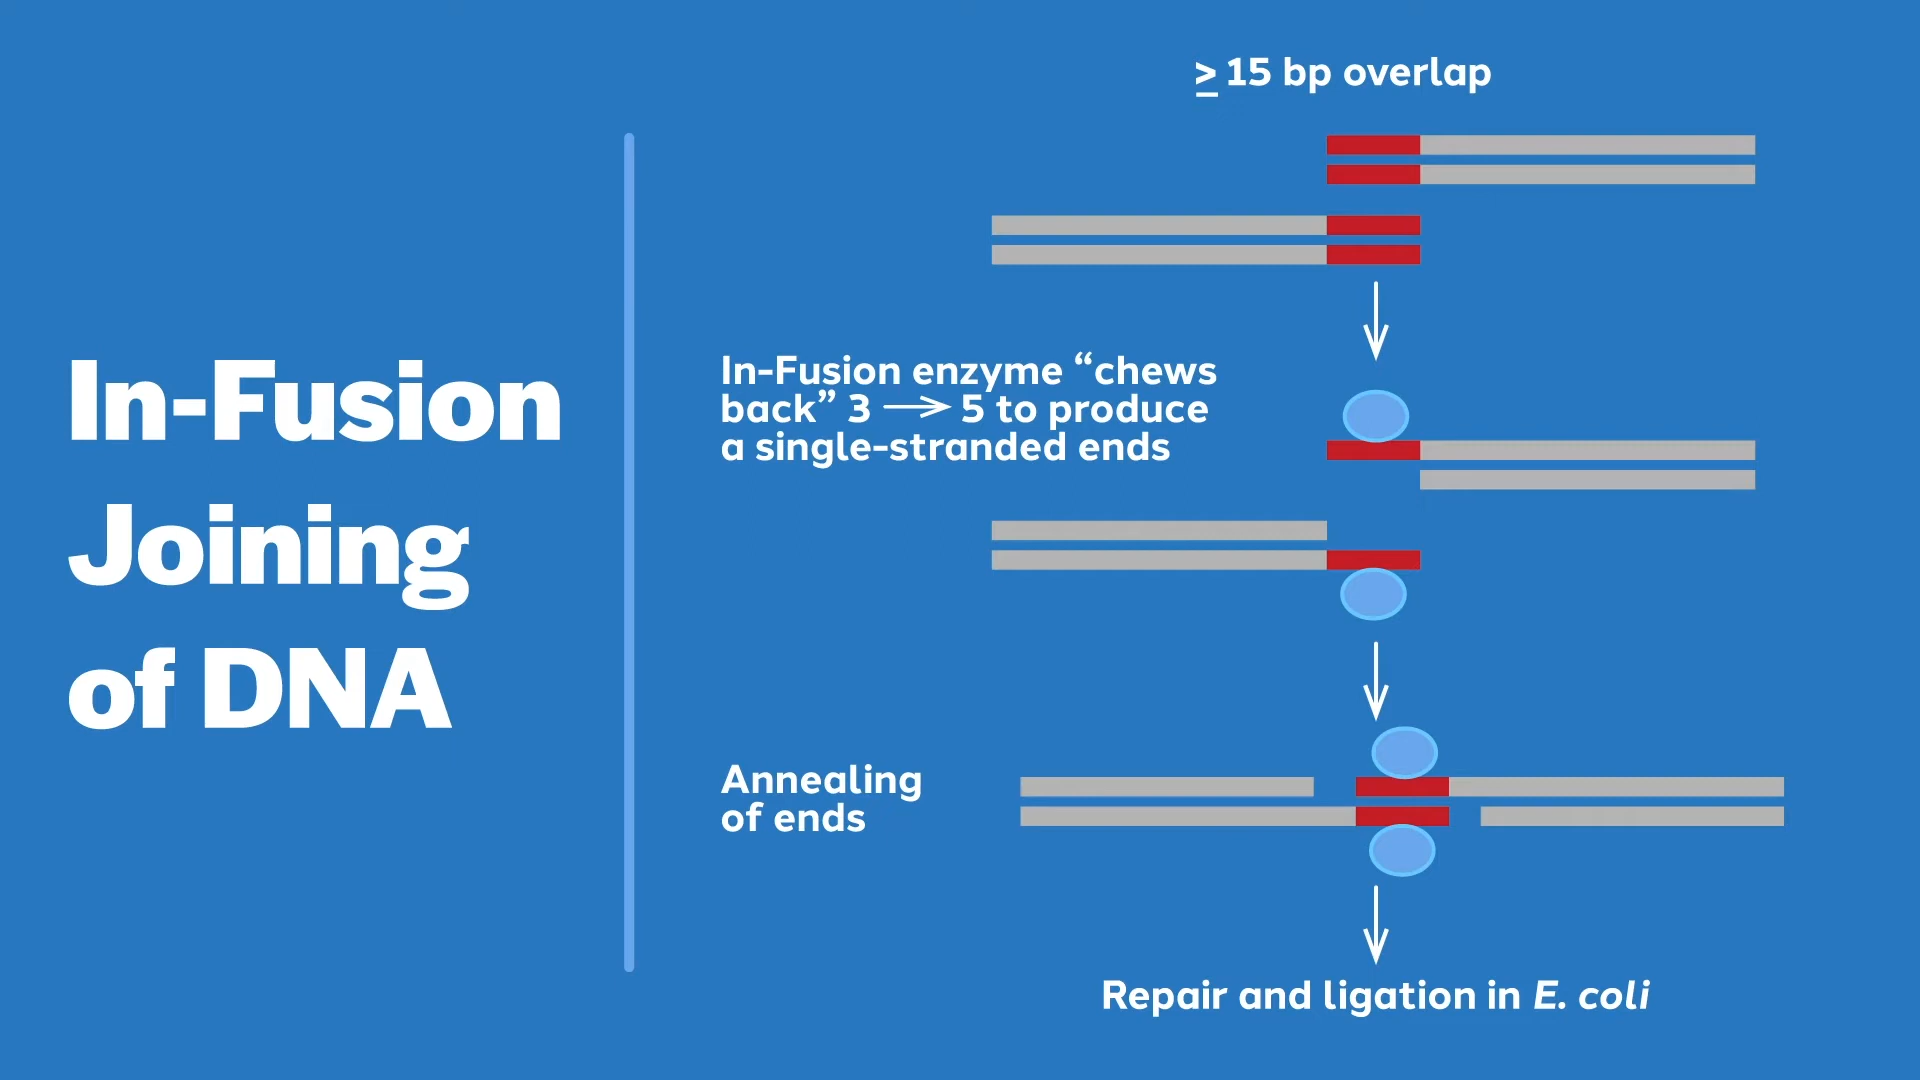 In-Fusion
Joining
of DNA
≥ 15 bp overlap
In-Fusion enzyme “chews
back” 3 ⟶ 5 to produce
a single-stranded ends
Annealing
of ends
Repair and ligation in E. coli